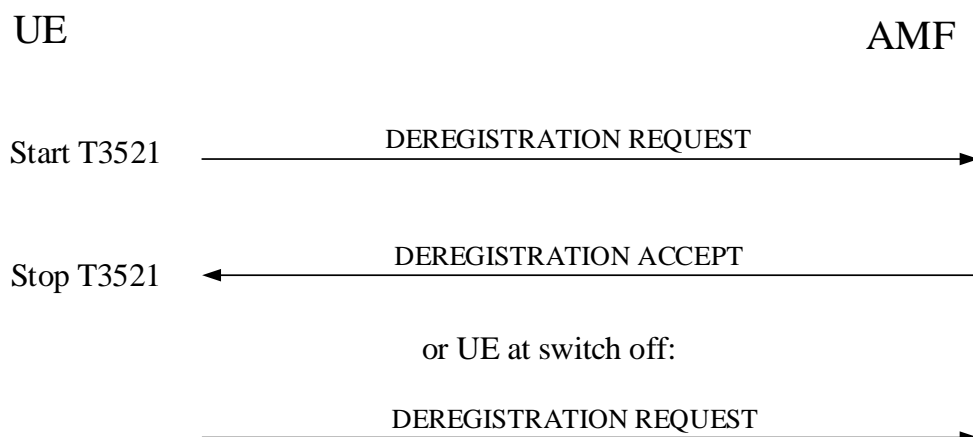 UE
AMF
Start T3521
DEREGISTRATION REQUEST
Stop T3521
DEREGISTRATION ACCEPT
or UE at switch off:
DEREGISTRATION REQUEST